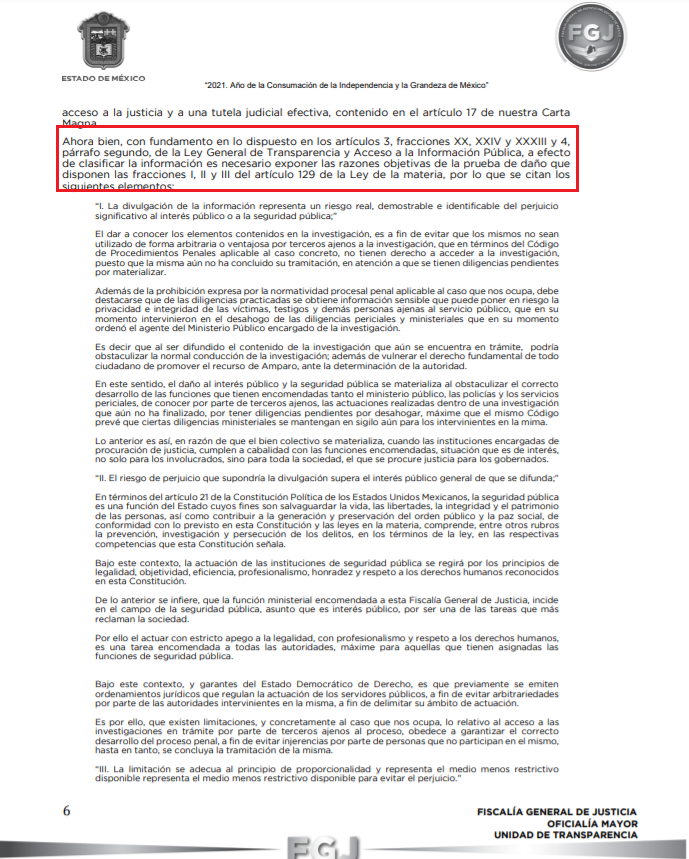 FGJ
ESTADO DE MÉXICO
“2021. Año de la Consumación de la Independencia y la Grandeza de México”
acceso a la justicia y a una tutela judicial efectiva, contenido en el artículo 17 de nuestra Carta
Magna
Ahora bien, con fundamento en lo dispuesto en los artículos 3, fracciones XX, XXIV y XXXIII y 4,
párrafo segundo, de la Ley General de Transparencia y Acceso a la Información Pública, a efecto
de clasificar la información es necesario exponer las razones objetivas de la prueba de daño que
disponen las fracciones I, II y III del artículo 129 de la Ley de la materia, por lo que se citan los
siguientes elementos:
“I. La divulgación de la información representa un riesgo real, demostrable e identificable del perjuicio
significativo al interés público o a la seguridad pública;”
El dar a conocer los elementos contenidos en la investigación, es a fin de evitar que los mismos no sean
utilizado de forma arbitraria o ventajosa por terceros ajenos a la investigación, que en términos del Código
de Procedimientos Penales aplicable al caso concreto, no tienen derecho a acceder a la investigación,
puesto que la misma aún no ha concluido su tramitación, en atención a que se tienen diligencias pendientes
por materializar.
Además de la prohibición expresa por la normatividad procesal penal aplicable al caso que nos ocupa, debe
destacarse que de las diligencias practicadas se obtiene información sensible que puede poner en riesgo la
privacidad e integridad de las víctimas, testigos y demás personas ajenas al servicio público, que en su
momento intervinieron en el desahogo de las diligencias periciales y ministeriales que en su momento
ordenó el agente del Ministerio Público encargado de la investigación.
Es decir que al ser difundido el contenido de la investigación que aún se encuentra en trámite, podría
obstaculizar la normal conducción de la investigación; además de vulnerar el derecho fundamental de todo
ciudadano de promover el recurso de Amparo, ante la determinación de la autoridad.
En este sentido, el daño al interés público y la seguridad pública se materializa al obstaculizar el correcto
desarrollo de las funciones que tienen encomendadas tanto el ministerio público, las policías y los servicios
periciales, de conocer por parte de terceros ajenos, las actuaciones realizadas dentro de una investigación
que aún no ha finalizado, por tener diligencias pendientes por desahogar, máxime que el mismo Código
prevé que ciertas diligencias ministeriales se mantengan en sigilo aún para los intervinientes en la mima.
Lo anterior es así, en razón de que el bien colectivo se materializa, cuando las instituciones encargadas de
procuración de justicia, cumplen a cabalidad con las funciones encomendadas, situación que es de interés,
no solo para los involucrados, sino para toda la sociedad, el que se procure justicia para los gobernados.
“II. El riesgo de perjuicio que supondría la divulgación supera el interés público general de que se difunda;”
En términos del artículo 21 de la Constitución Política de los Estados Unidos Mexicanos, la seguridad pública
es una función del Estado cuyos fines son salvaguardar la vida, las libertades, la integridad y el patrimonio
de las personas, así como contribuir a la generación y preservación del orden público y la paz social, de
conformidad con lo previsto en esta Constitución y las leyes en la materia, comprende, entre otros rubros
la prevención, investigación y persecución de los delitos, en los términos de la ley, en las respectivas
competencias que esta Constitución señala.
Bajo este contexto, la actuación de las instituciones de seguridad pública se regirá por los principios de
legalidad, objetividad, eficiencia, profesionalismo, honradez y respeto a los derechos humanos reconocidos
en esta Constitución.
De lo anterior se infiere, que la función ministerial encomendada a esta Fiscalía General de Justicia, incide
en el campo de la seguridad pública, asunto que es interés público, por ser una de las tareas que más
reclaman la sociedad.
Por ello el actuar con estricto apego a la legalidad, con profesionalismo y respeto a los derechos humanos,
es una tarea encomendada a todas las autoridades, máxime para aquellas que tienen asignadas las
funciones de seguridad pública.
Bajo este contexto, y garantes del Estado Democrático de Derecho, es que previamente se emiten
ordenamientos jurídicos que regulan la actuación de los servidores públicos, a fin de evitar arbitrariedades
por parte de las autoridades intervinientes en la misma, a fin de delimitar su ámbito de actuación.
Es por ello, que existen limitaciones, y concretamente al caso que nos ocupa, lo relativo al acceso a las
investigaciones en trámite por parte de terceros ajenos al proceso, obedece a garantizar el correcto
desarrollo del proceso penal, a fin de evitar injerencias por parte de personas que no participan en el mismo,
hasta en tanto, se concluya la tramitación de la misma.
“III. La limitación se adecua al principio de proporcionalidad y representa el medio menos restrictivo
disponible representa el medio menos restrictivo disponible para evitar el perjuicio.”
6
FISCALÍA GENERAL DE JUSTICIA
OFICIALÍA MAYOR
UNIDAD DE TRANSPARENCIA
FGJ